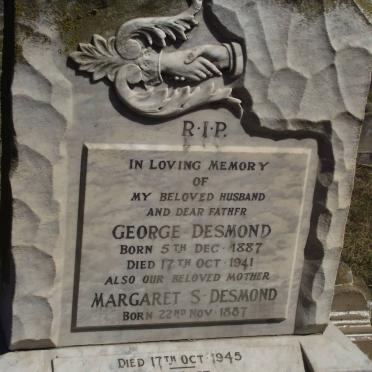 R·I·P.
IN LOVING MEMORY
OF
MY BELOVED HUSBAND
AND DEAR FATHER
GEORGE DESMOND
BORN 5TH DEC· 1887
DIED 17TH OCT· 1941
ALSO OUR BELOVED MOTHER
MARGARET S·DESMOND
BORN 22ND NOV· 1887
DIED 17TH OCT 1945